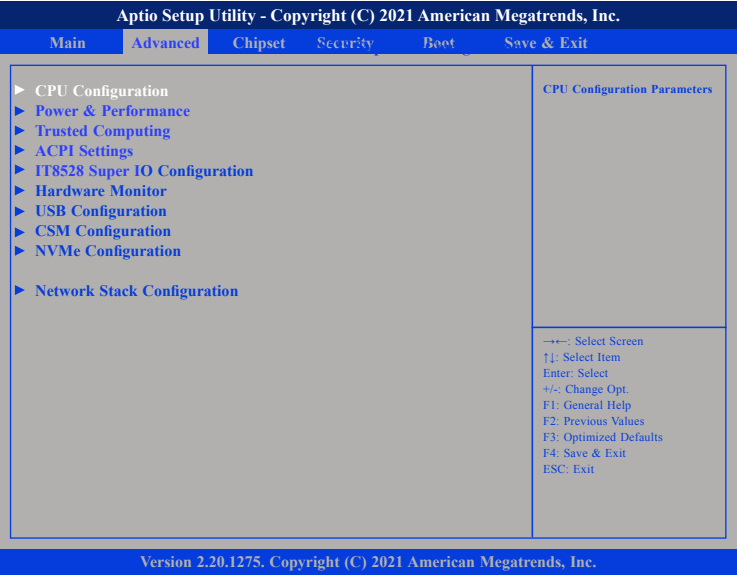 Aptio Setup Utility - Copyright (C) 2021 American Megatrends, Inc.
Main Advanced Chipset Security Boot Save & Exit
► CPU Configuration
► Power & Performance
► Trusted Computing
► ACPI Settings
► IT8528 Super IO Configuration
► Hardware Monitor
► USB Configuration
► CSM Configuration
► NVMe Configuration
► Network Stack Configuration
CPU Configuration Parameters
→←: Select Screen
↑↓: Select Item
Enter: Select
+/-: Change Opt.
F1: General Help
F2: Previous Values
F3: Optimized Defaults
F4: Save & Exit
ESC: Exit
Version 2.20.1275. Copyright (C) 2021 American Megatrends, Inc.